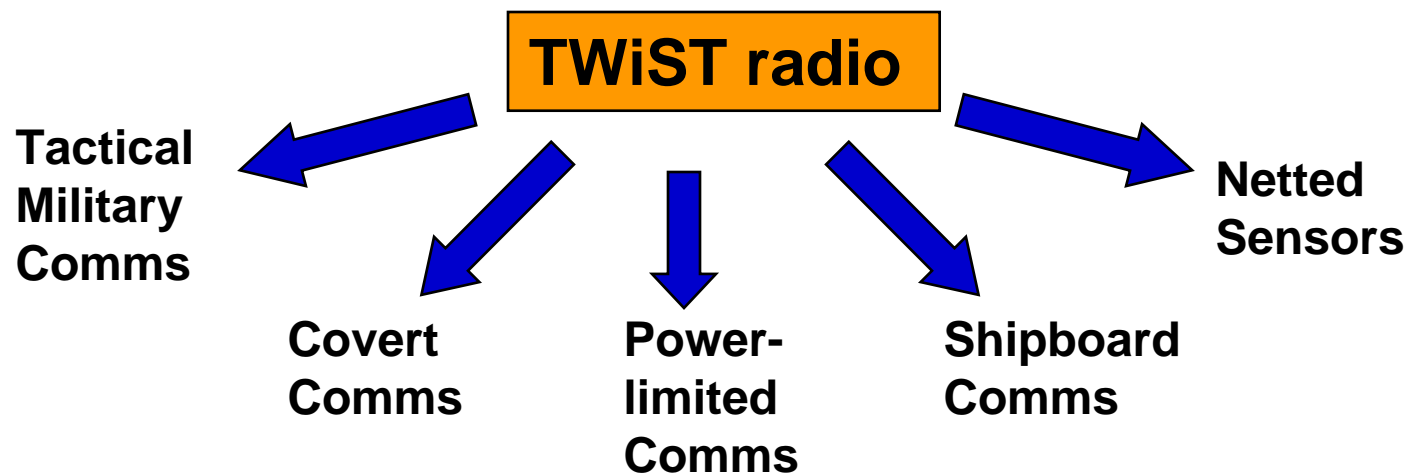 TWiST radio
Tactical
Military
Comms
Covert
Comms
Power-
limited
Comms
Shipboard
Comms
Netted
Sensors